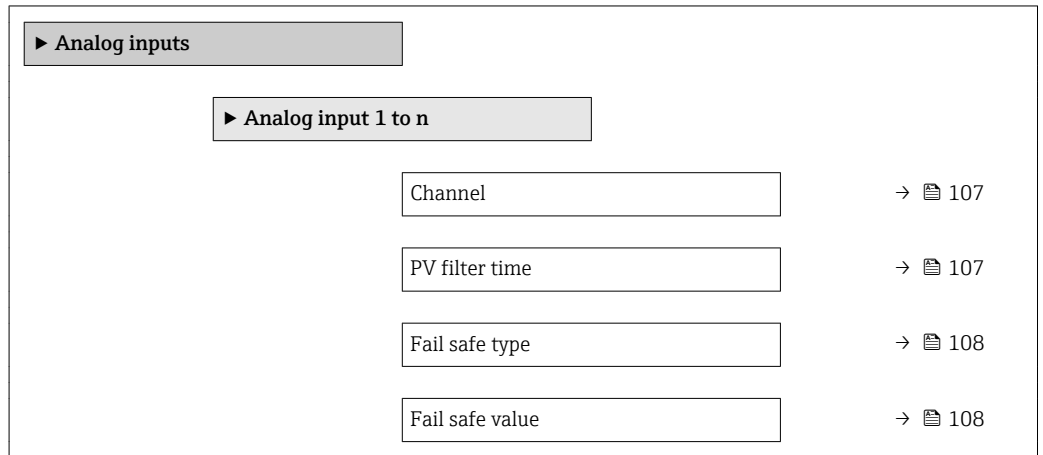 ▶ Analog inputs
▶ Analog input 1 to n
Channel → 107
PV filter time → 107
Fail safe type → 108
Fail safe value → 108